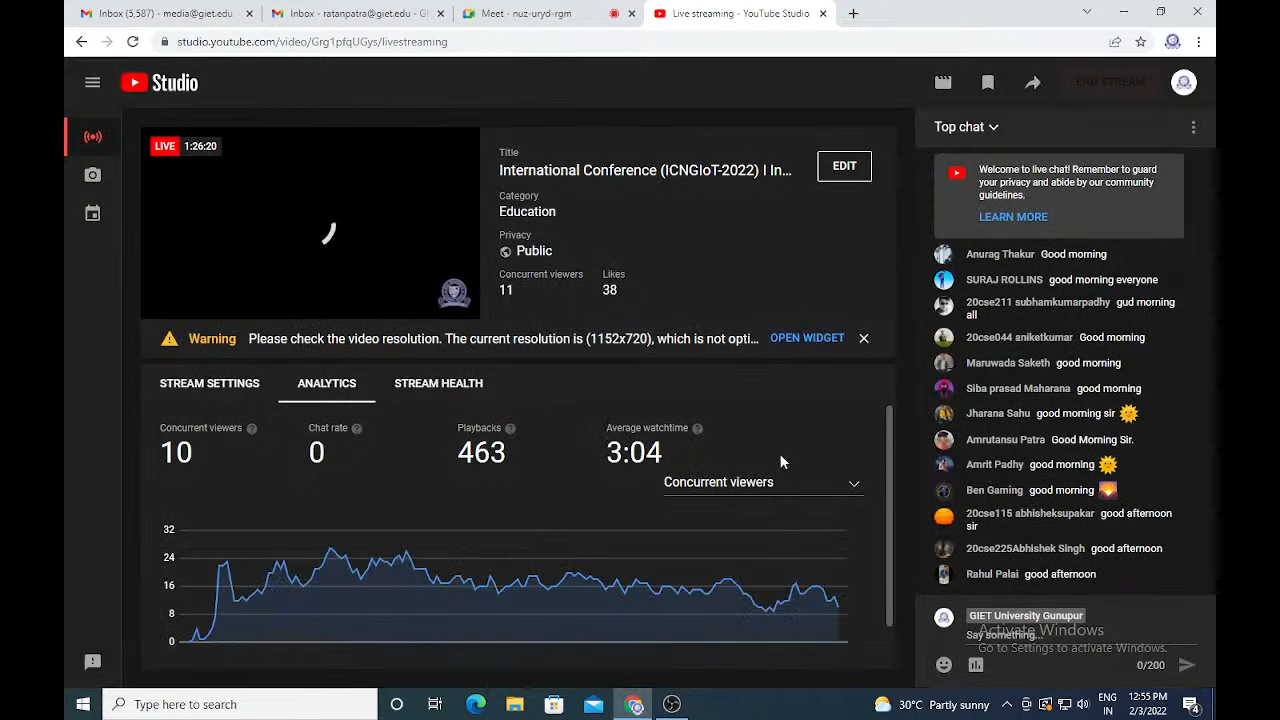 Inbox (5,587) - media@giet.edu
Inbox - ratanpatra@giet.edu - G
Meet - nuz-uryd-rgm
Live streaming - YouTube Studio
studio.youtube.com/video/Grg1pfqUGys/livestreaming
Studio
END STREAM
LIVE 1:26:20
Title
International Conference (ICNGIoT-2022) I In...
EDIT
Category
Education
Privacy
Public
Concurrent viewers Likes
11 38
Warning Please check the video resolution. The current resolution is (1152x720), which is not opti... OPEN WIDGET
STREAM SETTINGS ANALYTICS STREAM HEALTH
Concurrent viewers Chat rate Playbacks Average watchtime
10 0 463 3:04
Concurrent viewers
32
24
16
8
0
Top chat
Welcome to live chat! Remember to guard
your privacy and abide by our community
guidelines.
LEARN MORE
Anurag Thakur Good morning
SURAJ ROLLINS good morning everyone
20cse211 subhamkumarpadhy gud morning
all
20cse044 aniketkumar Good morning
Maruwada Saketh good morning
Siba prasad Maharana good morning
Jharana Sahu good morning sir
Amrutansu Patra Good Morning Sir.
Amrit Padhy good morning
Ben Gaming good morning
20cse115 abhisheksupakar good afternoon
sir
20cse225Abhishek Singh good afternoon
Rahul Palai good afternoon
GIET University Gunupur
Say something...
Activate Windows
Go to Settings to activate Windows.
0/200
Type here to search
30°C Partly sunny
ENG
IN
12:55 PM
2/3/2022
4